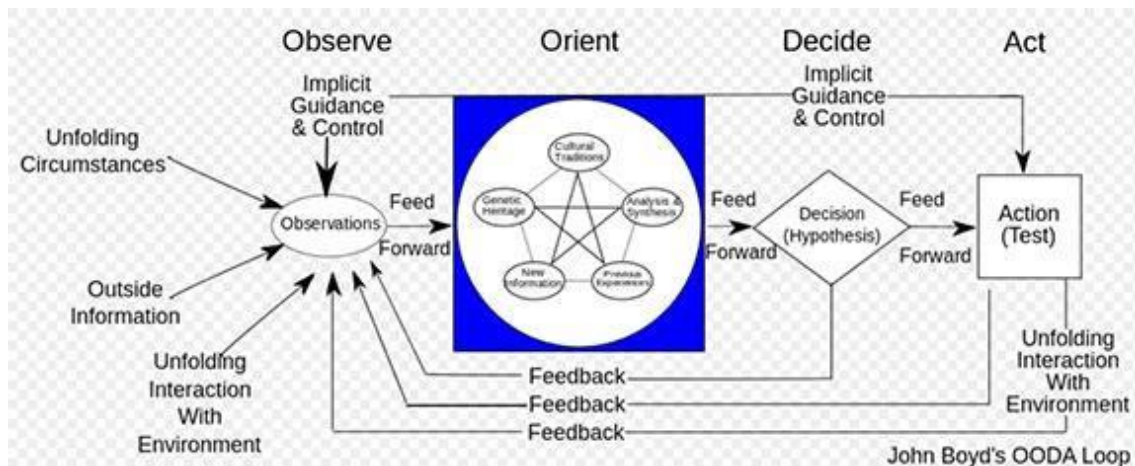 Observe
Orient
Decide
Act
Implicit
Guidance
& Control
Implicit
Guidance
& Control
Unfolding
Circumstances
Observations
Feed
Forward
Cultural
Traditions
Genetic
Heritage
Analysis &
Synthesis
New
Information
Previous
Experiences
Feed
Forward
Decision
(Hypothesis)
Feed
Forward
Action
(Test)
Outside
Information
Unfolding
Interaction
With
Environment
Feedback
Feedback
Feedback
Unfolding
Interaction
With
Environment
John Boyd's OODA Loop